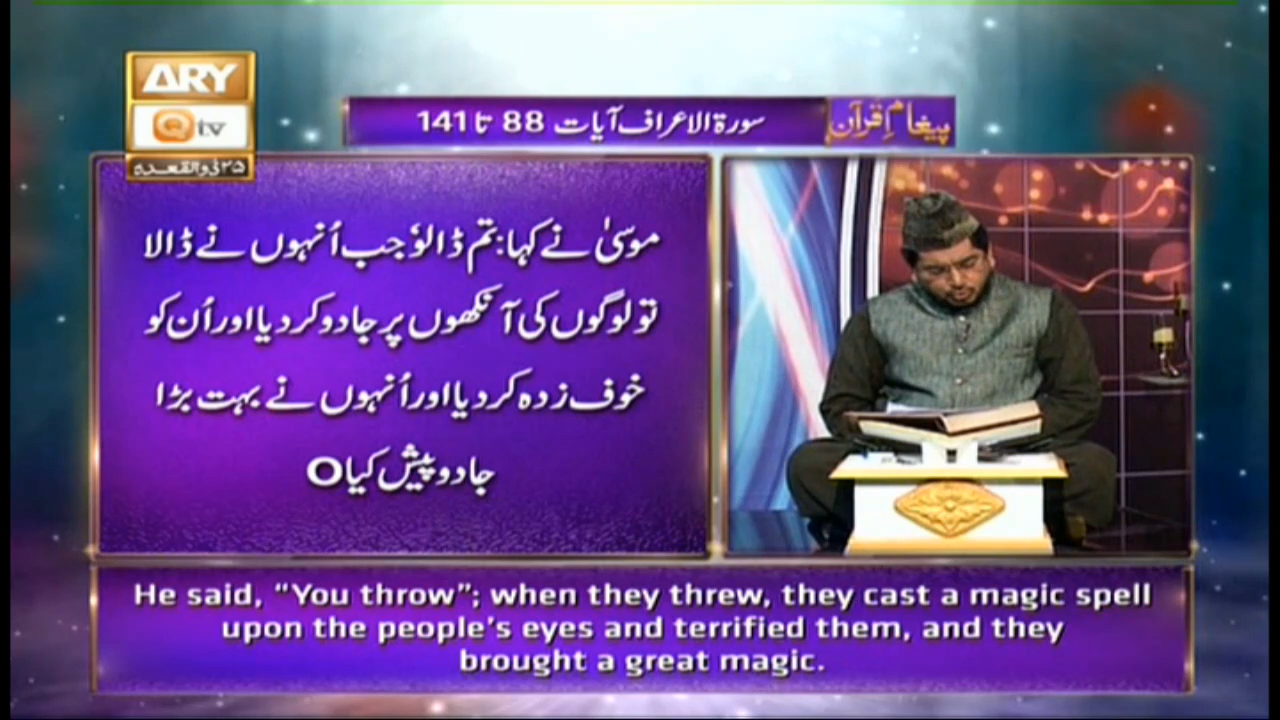 ARY
Qtv
۲۵ ذوالقعدہ
سورۃ الاعراف آیات 88 تا 141
پیغامِ قرآن
موسیٰ نے کہا: تم ڈالو جب اُنہوں نے ڈالا
تو لوگوں کی آنکھوں پر جادو کر دیا اور اُن کو
خوف زدہ کر دیا اور اُنہوں نے بہت بڑا
جادو پیش کیا O
He said, “You throw”; when they threw, they cast a magic spell
upon the people’s eyes and terrified them, and they
brought a great magic.